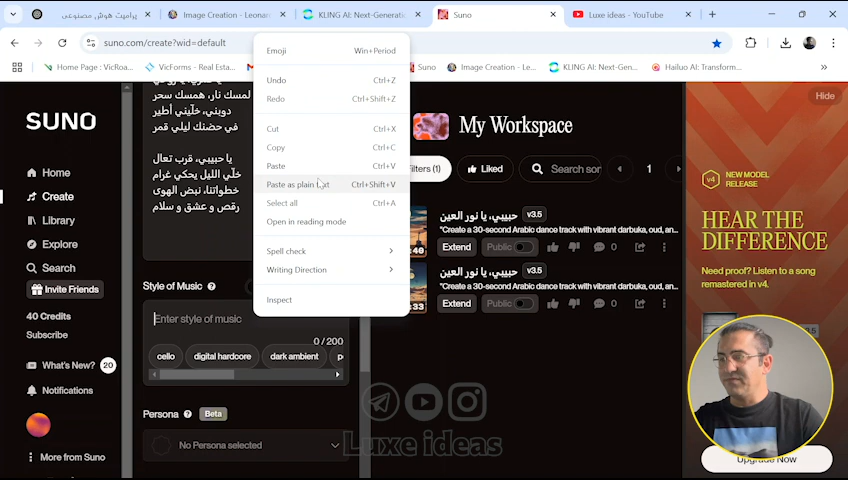 پرامپت هوش مصنوعی
Image Creation - Leonar
KLING AI: Next-Generation
Suno
Luxe ideas - YouTube
suno.com/create?wid=default
Home Page - VicRoa...
VicForms - Real Esta...
Suno
Image Creation - Le...
KLING AI: Next-Gen...
Hailuo AI: Transfor...
Emoji Win+Period
Undo Ctrl+Z
Redo Ctrl+Shift+Z
Cut Ctrl+X
Copy Ctrl+C
Paste Ctrl+V
Paste as plain text Ctrl+Shift+V
Select all Ctrl+A
Open in reading mode
Spell check
Writing Direction
Inspect
SUNO
Home
Create
Library
Explore
Search
Invite Friends
40 Credits
Subscribe
What's New? 20
Notifications
More from Suno
لمسك نار، همسك سحر
دوبني، خلّيني أطير
في حضنك ليلي قمر
يا حبيبي، قرب تعال
خلّي الليل يحكي غرام
خطواتنا، نبض الهوى
رقص و عشق و سلام
Style of Music
Enter style of music
0 / 200
cello
digital hardcore
dark ambient
Persona Beta
No Persona selected
My Workspace
Filters (1)
Liked
Search son
1
حبيبي، يا نور العين v3.5
"Create a 30-second Arabic dance track with vibrant darbuka, oud, an...
Extend Public 0
حبيبي، يا نور العين v3.5
"Create a 30-second Arabic dance track with vibrant darbuka, oud, an...
Extend Public 0
Hide
v4 NEW MODEL
RELEASE
HEAR THE
DIFFERENCE
Need proof? Listen to a song
remastered in v4.
Upgrade Now
Luxe ideas